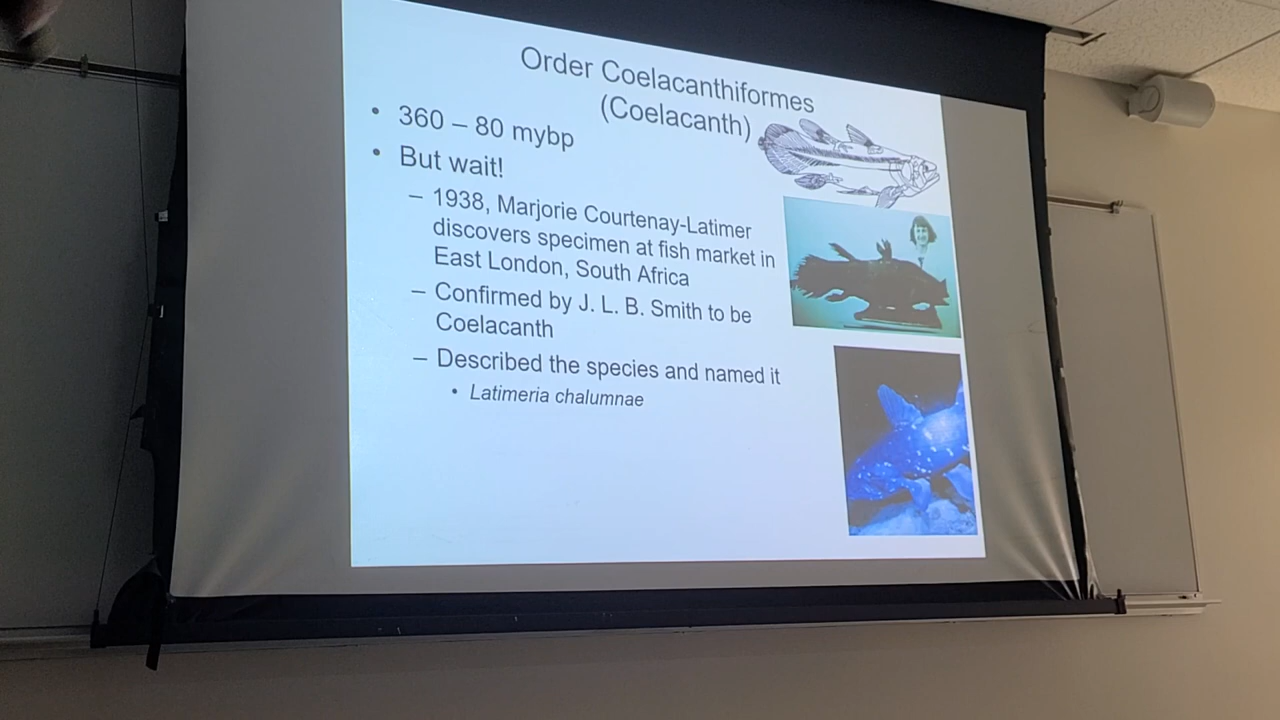 Order Coelacanthiformes
(Coelacanth)
• 360 – 80 mybp
• But wait!
– 1938, Marjorie Courtenay-Latimer
discovers specimen at fish market in
East London, South Africa
– Confirmed by J. L. B. Smith to be
Coelacanth
– Described the species and named it
• Latimeria chalumnae